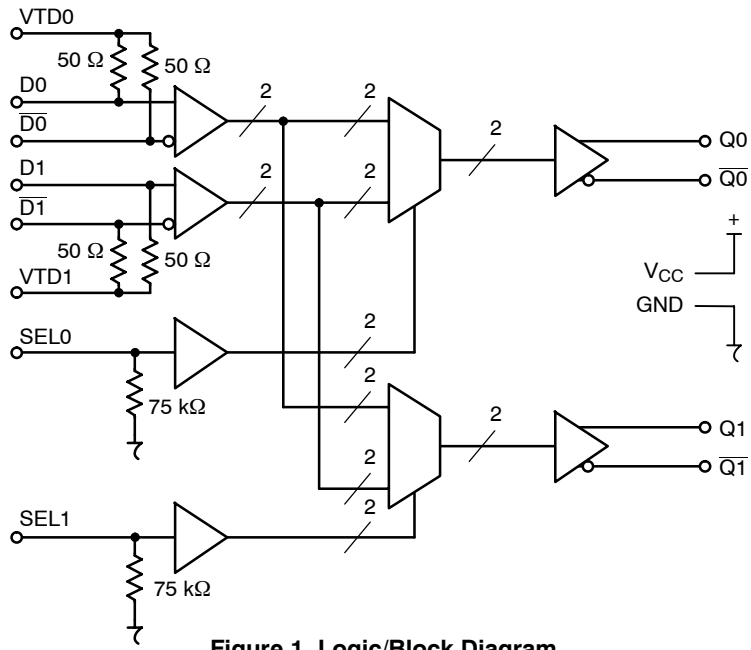 VTD0
50 Ω
50 Ω
D0
D0
2
2
2
Q0
Q0
D1
2
2
D1
50 Ω
50 Ω
VTD1
+
VCC
GND
SEL0
2
75 kΩ
2
2
Q1
Q1
2
SEL1
2
75 kΩ
Figure 1. Logic/Block Diagram